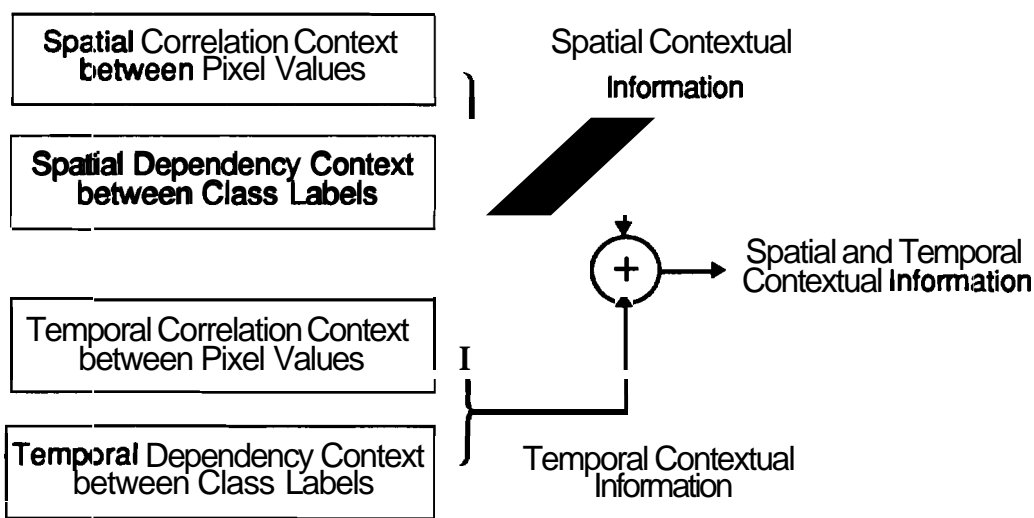 Spatial Correlation Context
between Pixel Values
Spatial Contextual
Information
Spatial Dependency Context
between Class Labels
+
Spatial and Temporal
Contextual Information
Temporal Correlation Context
between Pixel Values
I
Temporal Dependency Context
between Class Labels
Temporal Contextual
Information